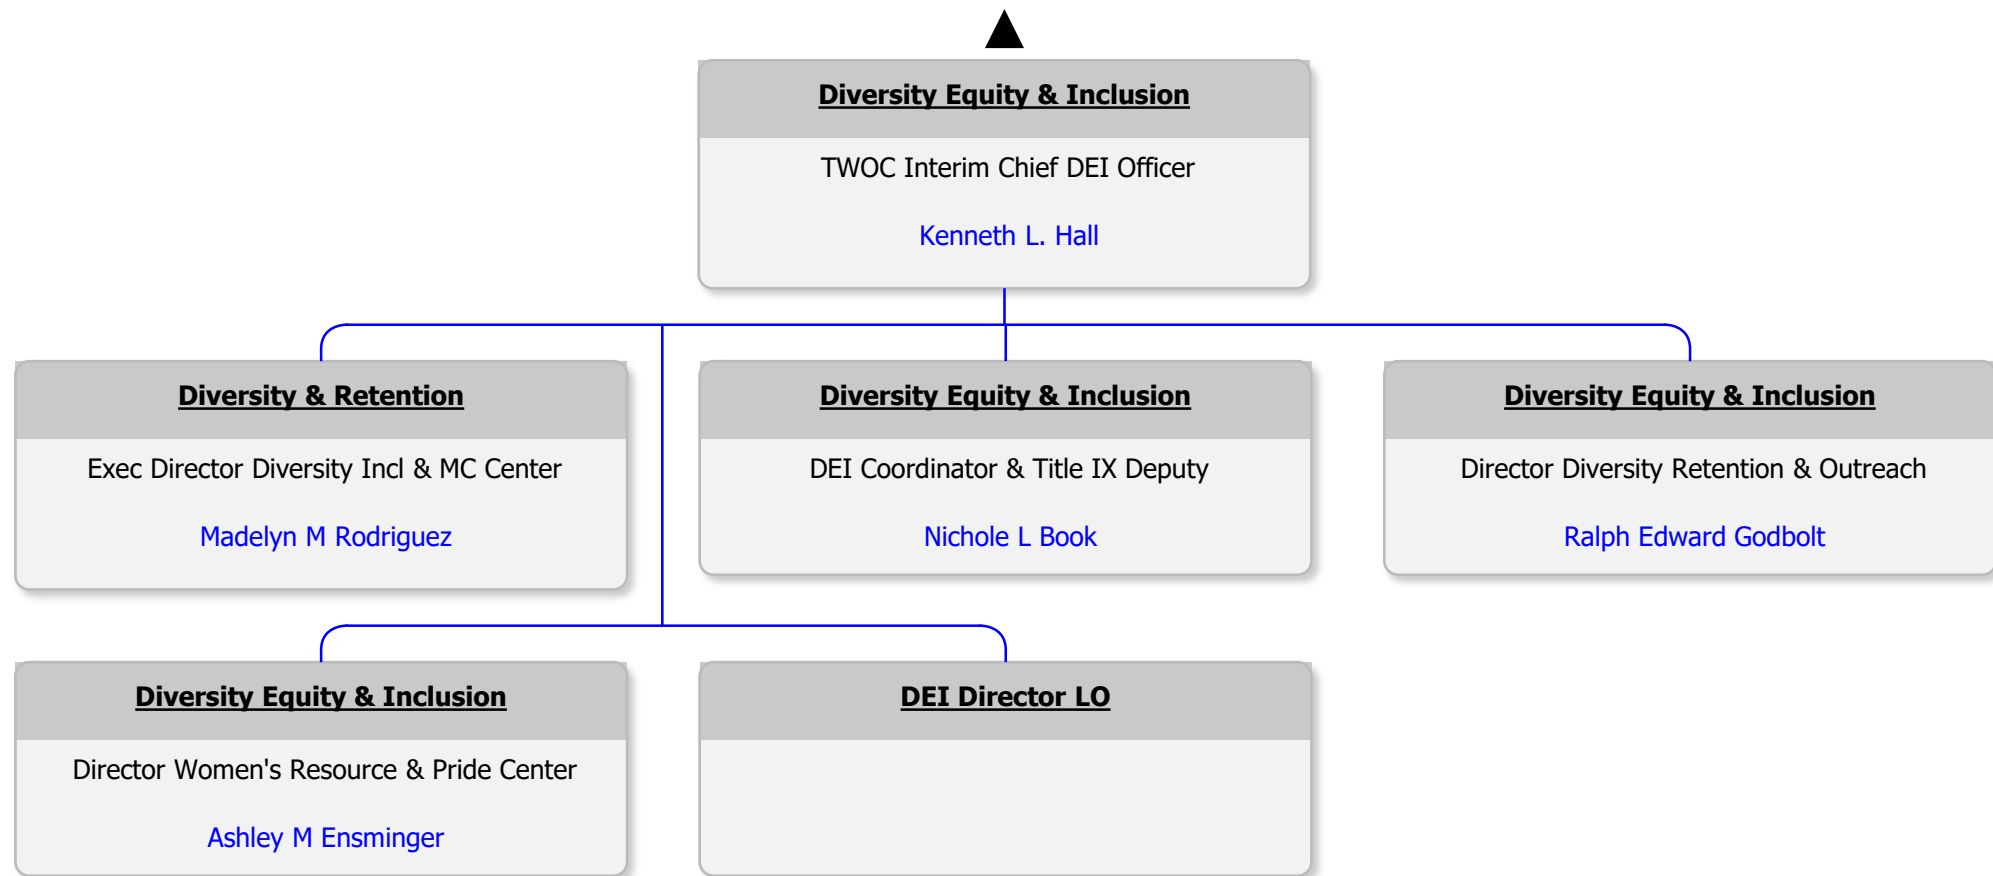 Diversity Equity & Inclusion
TWOC Interim Chief DEI Officer
Kenneth L. Hall
Diversity & Retention
Exec Director Diversity Incl & MC Center
Madelyn M Rodriguez
Diversity Equity & Inclusion
DEI Coordinator & Title IX Deputy
Nichole L Book
Diversity Equity & Inclusion
Director Diversity Retention & Outreach
Ralph Edward Godbolt
Diversity Equity & Inclusion
Director Women's Resource & Pride Center
Ashley M Ensminger
DEI Director LO